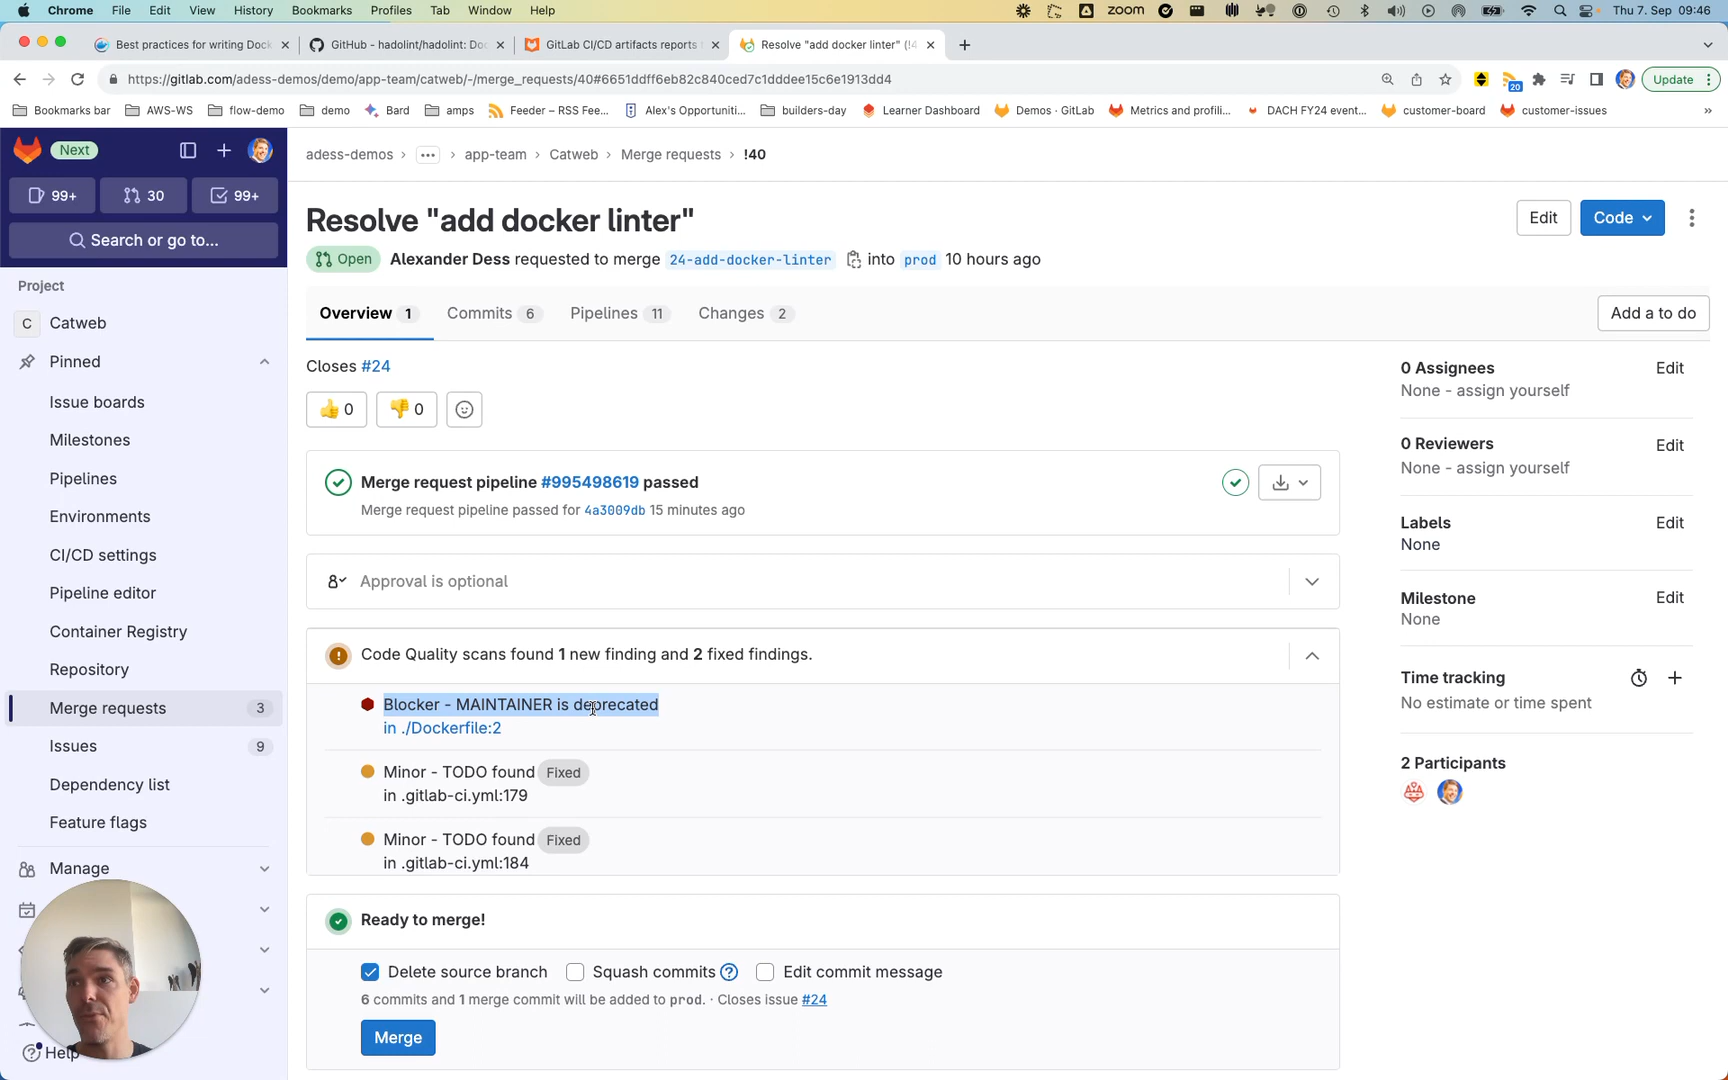 Chrome File Edit View History Bookmarks Profiles Tab Window Help zoom Thu 7. Sep 09:46
Best practices for writing Dock
GitHub - hadolint/hadolint: Do
GitLab CI/CD artifacts reports
Resolve "add docker linter" (!4
https://gitlab.com/adess-demos/demo/app-team/catweb/-/merge_requests/40#6651ddff6eb82c840ced7c1dddee15c6e1913dd4
20
Update
Bookmarks bar AWS-WS flow-demo demo Bard amps Feeder – RSS Fee... Alex's Opportuniti... builders-day Learner Dashboard Demos · GitLab Metrics and profili... DACH FY24 event... customer-board customer-issues »
Next
99+ 30 99+
Search or go to...
Project
C Catweb
Pinned
Issue boards
Milestones
Pipelines
Environments
CI/CD settings
Pipeline editor
Container Registry
Repository
Merge requests 3
Issues 9
Dependency list
Feature flags
Manage
Help
adess-demos › ... › app-team › Catweb › Merge requests › !40
Resolve "add docker linter"
Edit Code
Open Alexander Dess requested to merge 24-add-docker-linter into prod 10 hours ago
Overview 1 Commits 6 Pipelines 11 Changes 2
Add a to do
Closes #24
0 0
Merge request pipeline #995498619 passed
Merge request pipeline passed for 4a3009db 15 minutes ago
Approval is optional
Code Quality scans found 1 new finding and 2 fixed findings.
Blocker - MAINTAINER is deprecated
in ./Dockerfile:2
Minor - TODO found Fixed
in .gitlab-ci.yml:179
Minor - TODO found Fixed
in .gitlab-ci.yml:184
Ready to merge!
Delete source branch Squash commits ? Edit commit message
6 commits and 1 merge commit will be added to prod. · Closes issue #24
Merge
0 Assignees Edit
None - assign yourself
0 Reviewers Edit
None - assign yourself
Labels Edit
None
Milestone Edit
None
Time tracking
No estimate or time spent
2 Participants